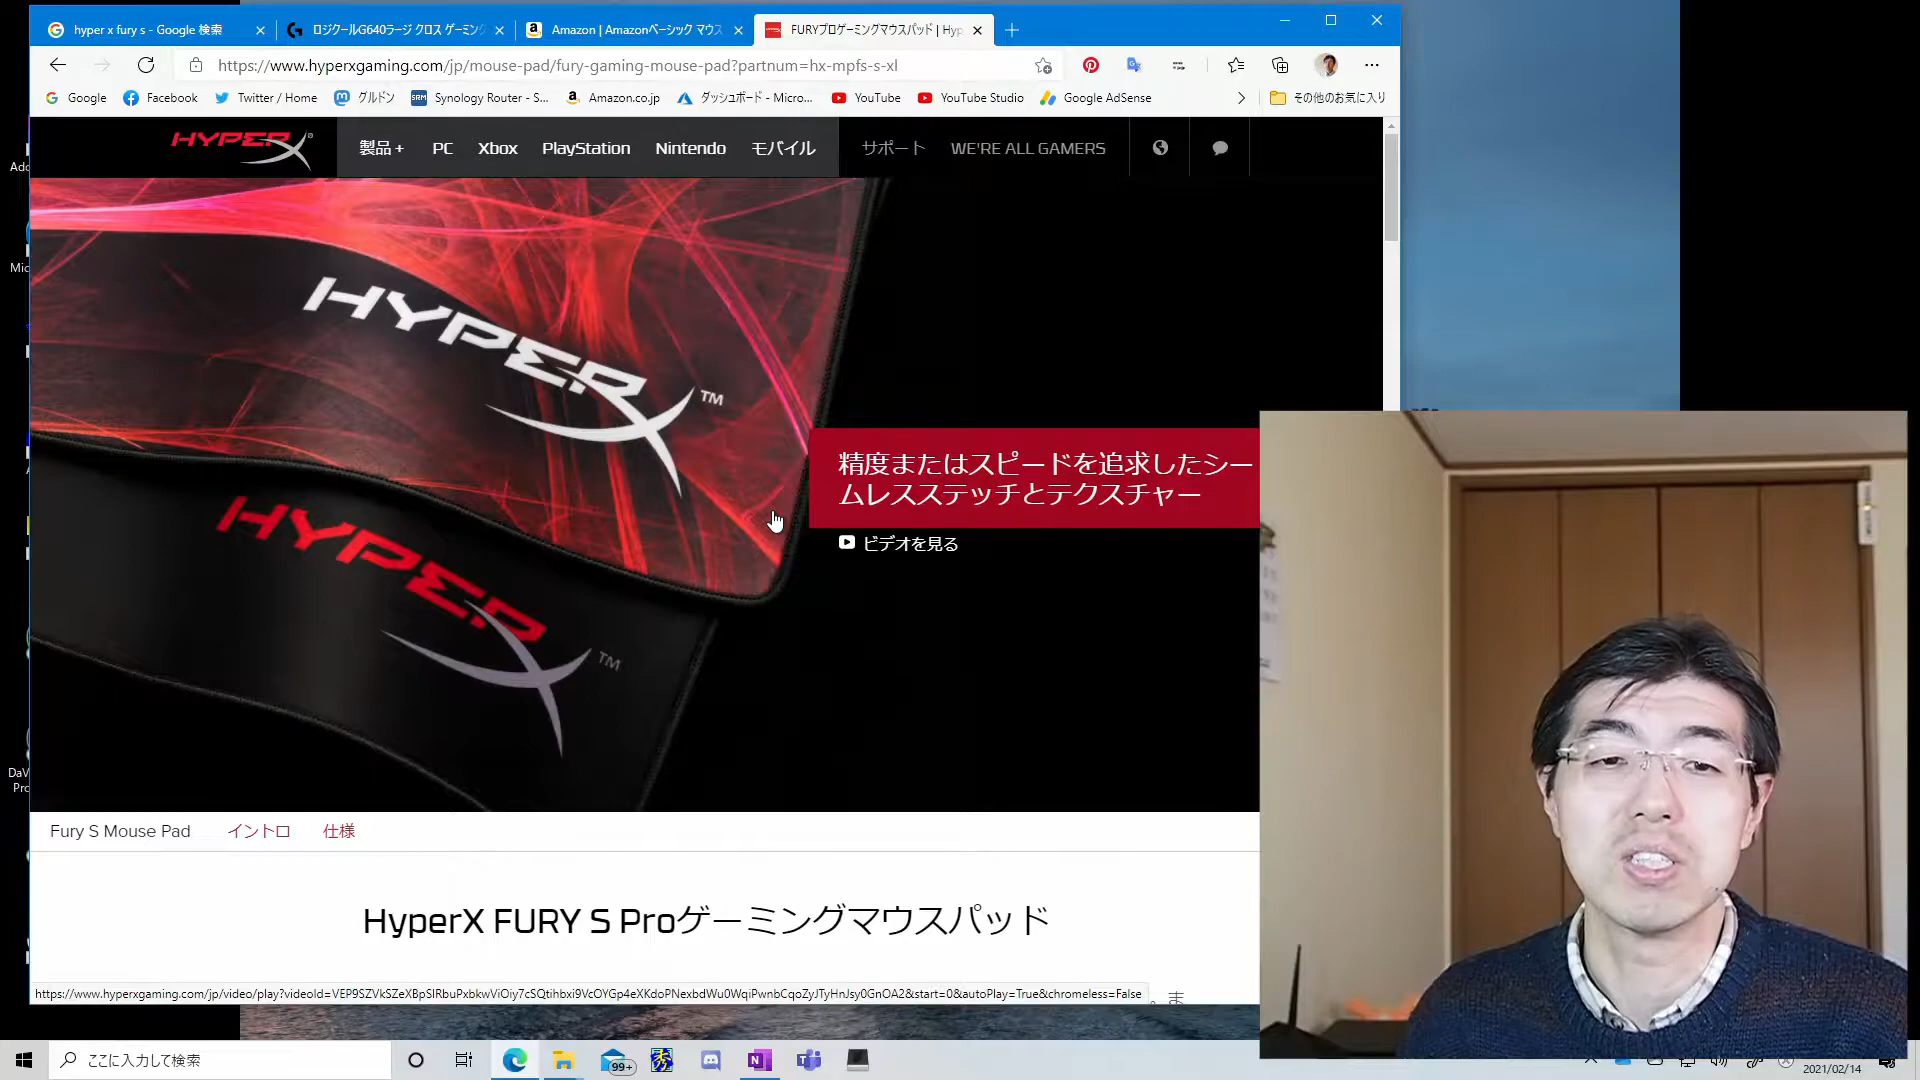 hyper x fury s - Google 検索
ロジクールG640ラージ クロス ゲーミング
Amazon | Amazonベーシック マウス
FURYプロゲーミングマウスパッド | Hyp
https://www.hyperxgaming.com/jp/mouse-pad/fury-gaming-mouse-pad?partnum=hx-mpfs-s-xl
Google
Facebook
Twitter / Home
グルドン
SRM
Synology Router - S...
Amazon.co.jp
ダッシュボード - Micro...
YouTube
YouTube Studio
Google AdSense
その他のお気に入り
HYPERX
製品 +
PC
Xbox
PlayStation
Nintendo
モバイル
サポート
WE'RE ALL GAMERS
HYPERX™
HYPERX™
精度またはスピードを追求したシー
ムレスステッチとテクスチャー
ビデオを見る
Fury S Mouse Pad
イントロ
仕様
HyperX FURY S Proゲーミングマウスパッド
https://www.hyperxgaming.com/jp/video/play?videoId=VEP9SZVkSZeXBpSIRbuPxbkwViOiy7cSQtihbxi9VcOYGp4eXKdoPNexbdWu0WqiPwnbCqoZyJTyHnJsy0GnOA2&start=0&autoPlay=True&chromeless=False
。ま
Mic
DaV
Pro
ここに入力して検索
99+
秀
2021/02/14